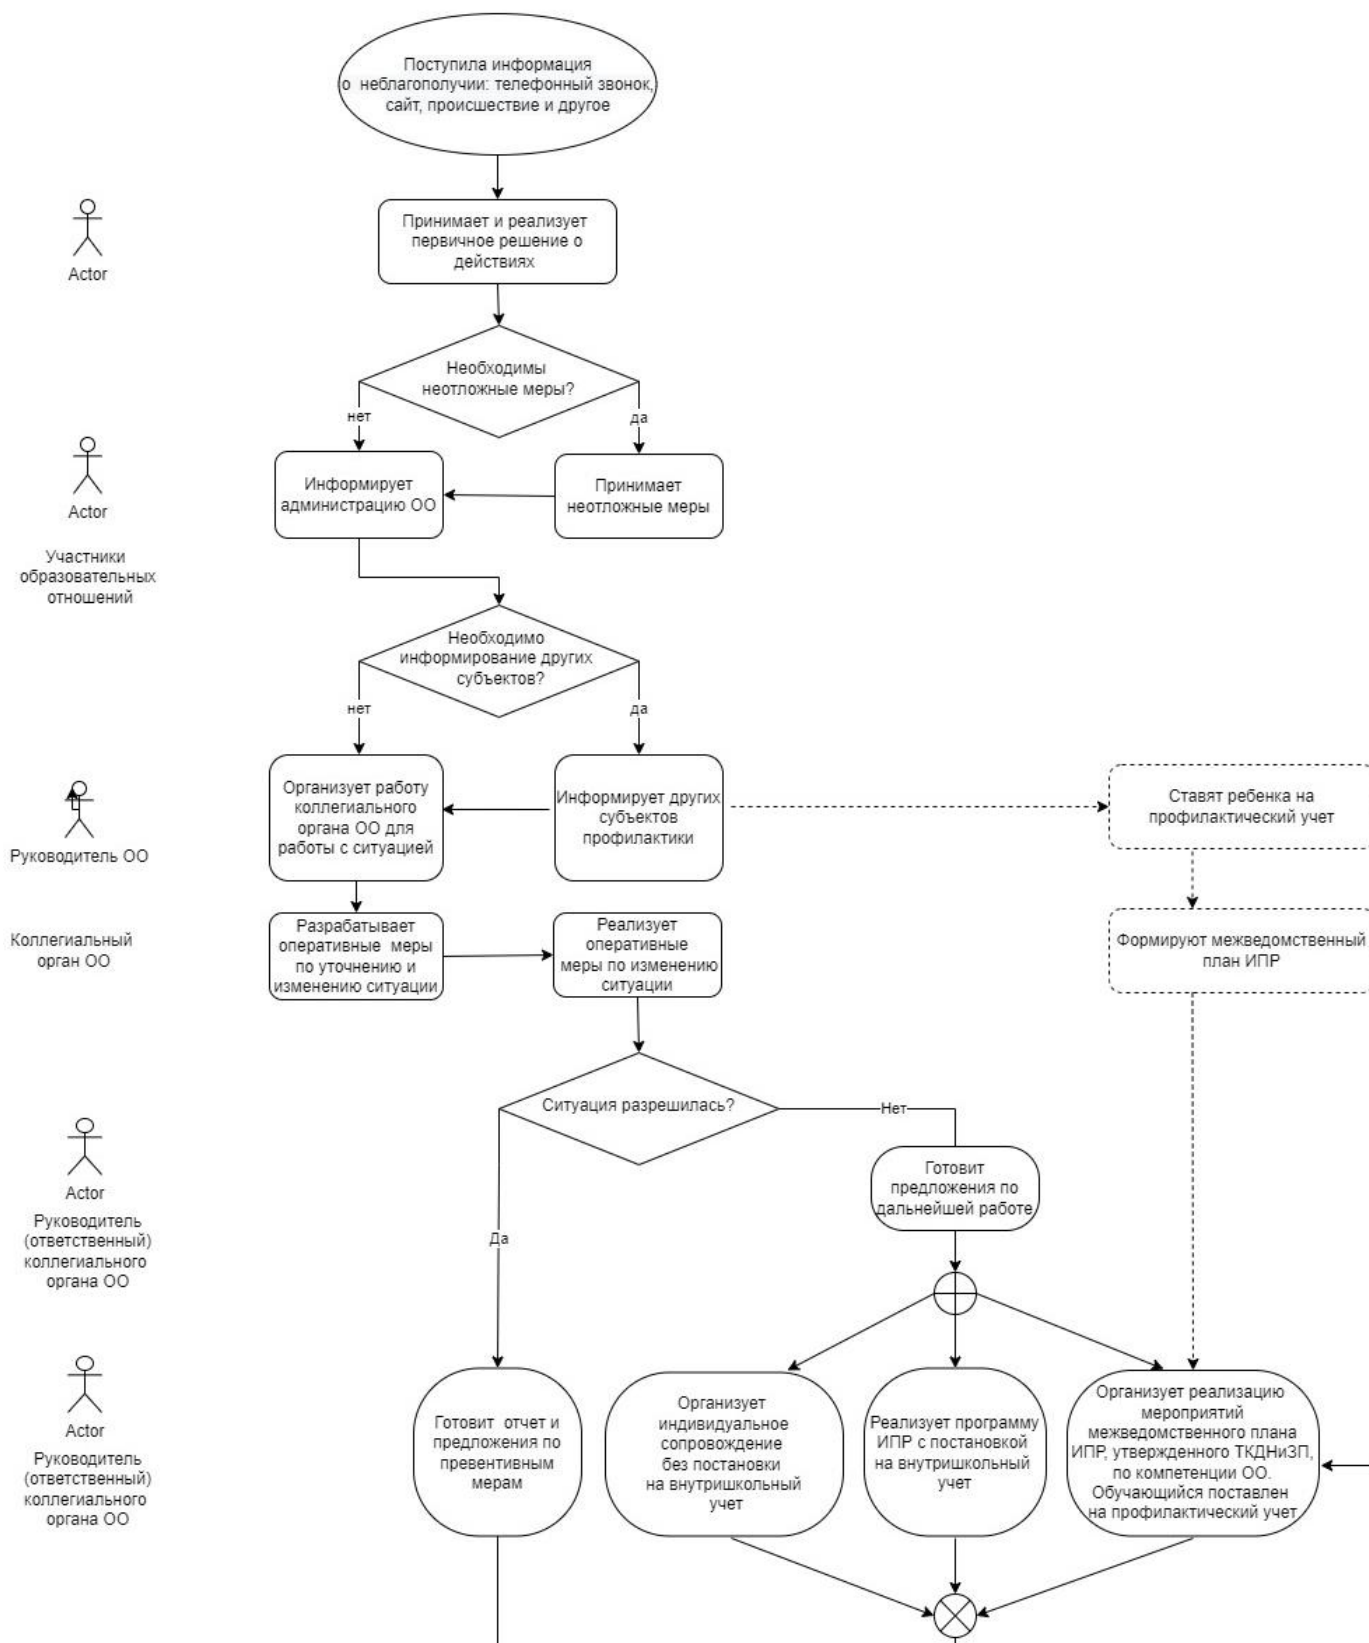 Поступила информация
о неблагополучии: телефонный звонок,
сайт, происшествие и другое
Actor
Принимает и реализует
первичное решение о
действиях
Необходимы
неотложные меры?
нет
да
Actor
Участники
образовательных
отношений
Информирует
администрацию ОО
Принимает
неотложные меры
Необходимо
информирование других
субъектов?
нет
да
Руководитель ОО
Организует работу
коллегиального
органа ОО для
работы с ситуацией
Информирует других
субъектов
профилактики
Ставят ребенка на
профилактический учет
Коллегиальный
орган ОО
Разрабатывает
оперативные меры
по уточнению и
изменению ситуации
Реализует
оперативные
меры по изменению
ситуации
Формируют межведомственный
план ИПР
Ситуация разрешилась?
Нет
Да
Actor
Руководитель
(ответственный)
коллегиального
органа ОО
Готовит
предложения по
дальнейшей работе
Actor
Руководитель
(ответственный)
коллегиального
органа ОО
Готовит отчет и
предложения по
превентивным
мерам
Организует
индивидуальное
сопровождение
без постановки
на внутришкольный
учет
Реализует программу
ИПР с постановкой
на внутришкольный
учет
Организует реализацию
мероприятий
межведомственного плана
ИПР, утвержденного ТКДНиЗП,
по компетенции ОО.
Обучающийся поставлен
на профилактический учет